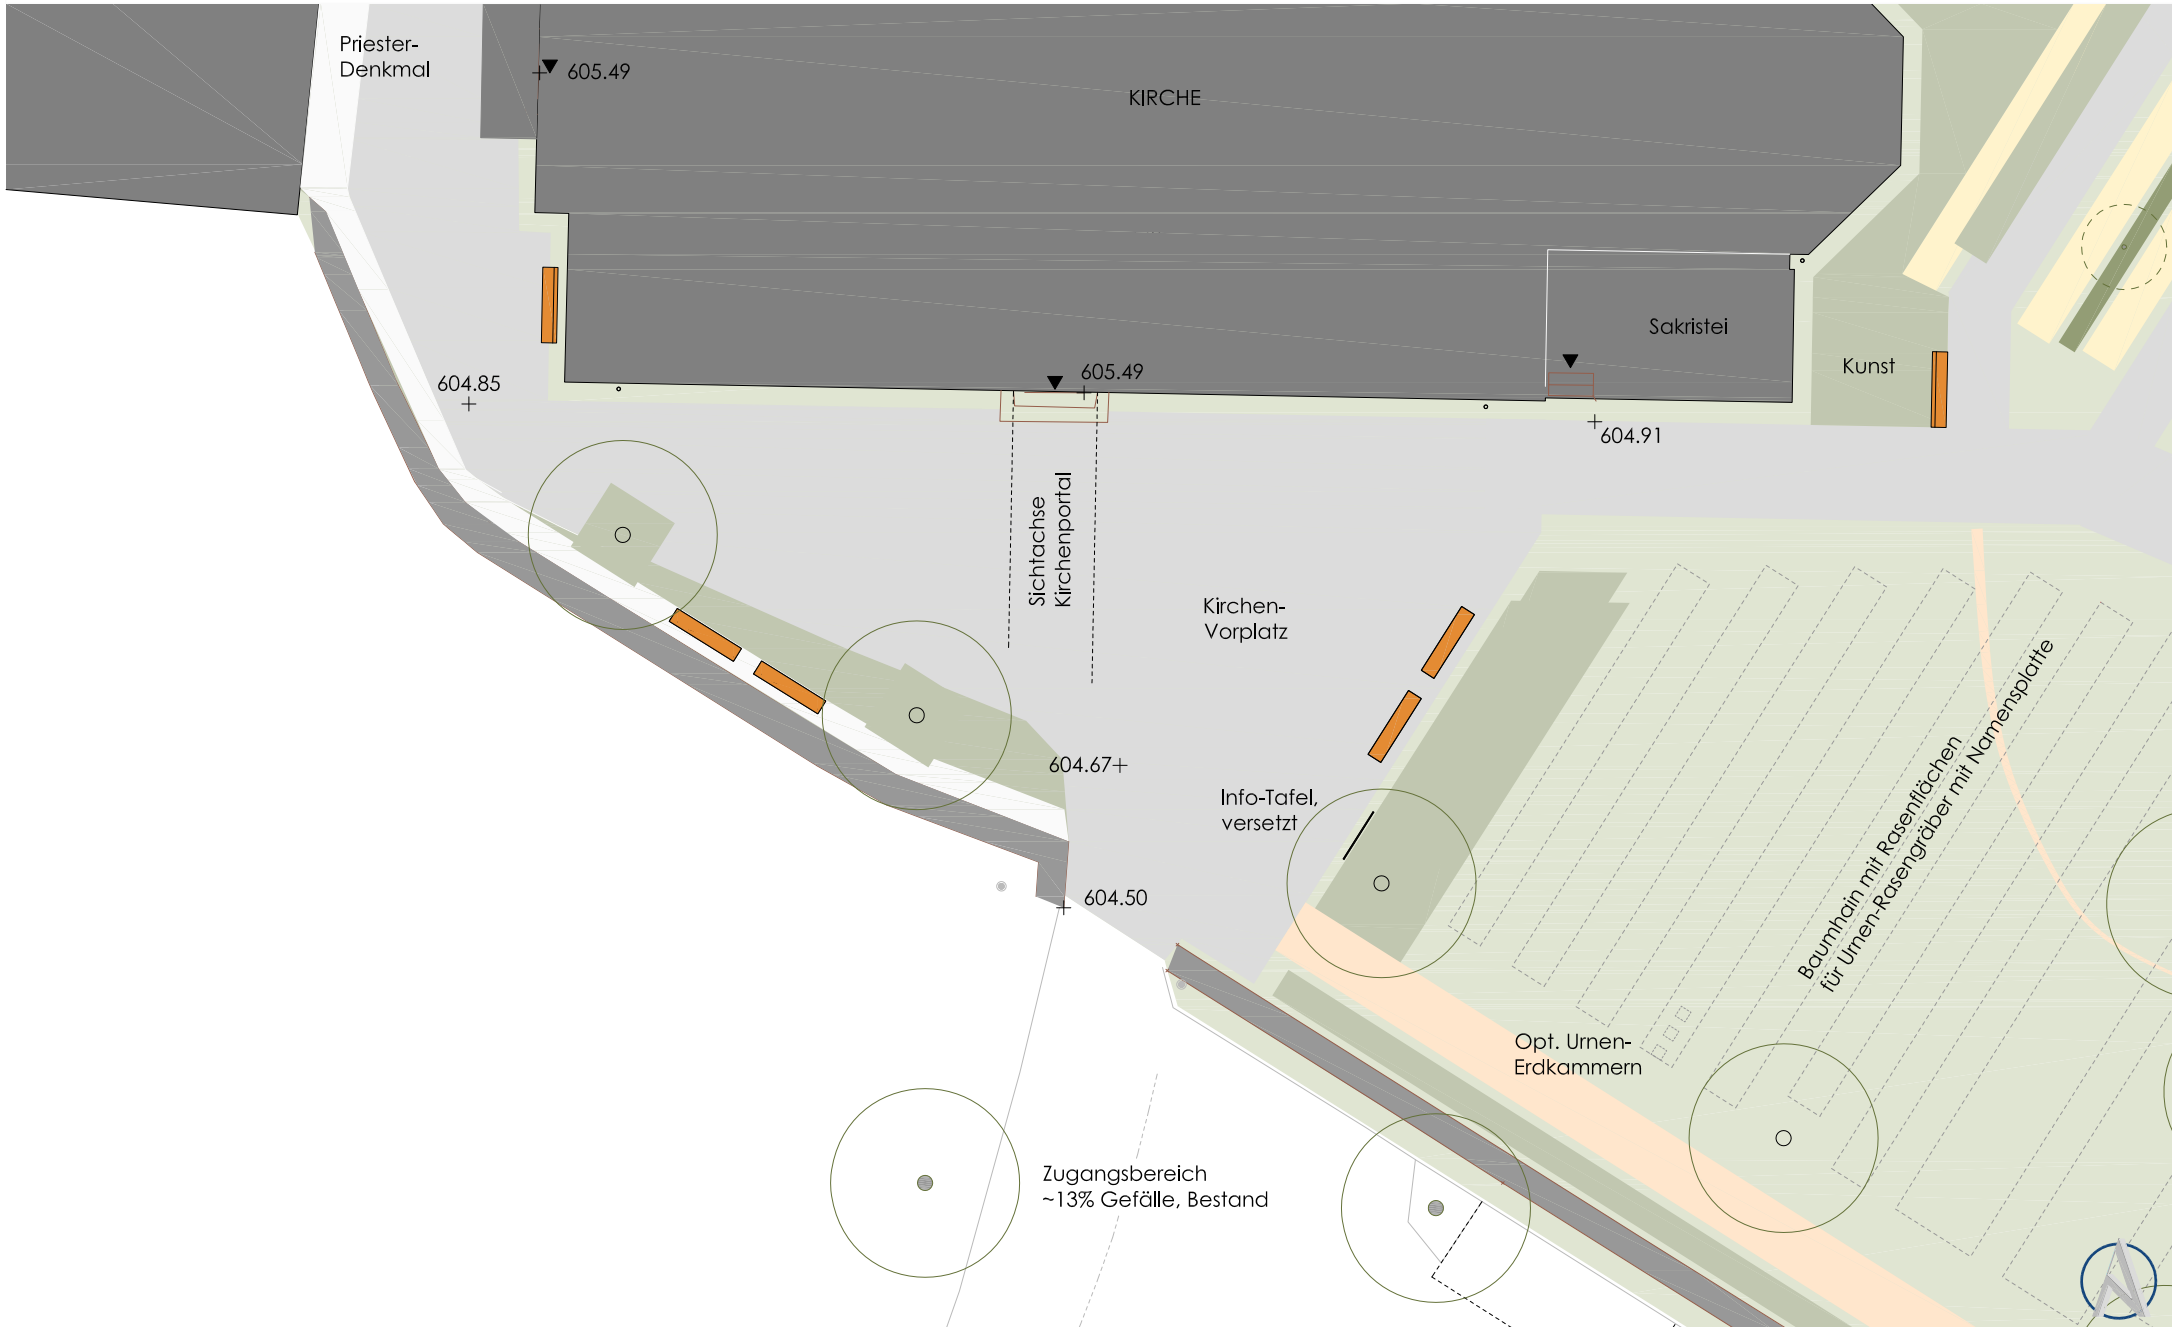 Priester-
Denkmal
605.49
KIRCHE
Sakristei
Kunst
604.85
605.49
604.91
Sichtachse
Kirchenportal
Kirchen-
Vorplatz
604.67
Info-Tafel,
versetzt
604.50
Baumhain mit Rasenflächen
für Urnen-Rasengräber mit Namensplatte
Opt. Urnen-
Erdkammern
Zugangsbereich
~13% Gefälle, Bestand